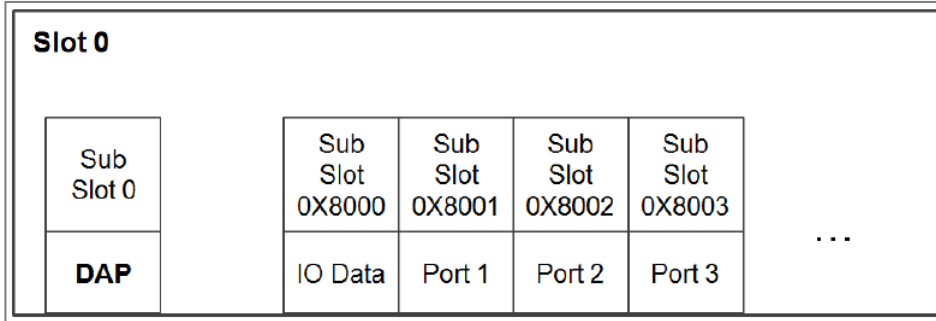 Slot 0
Sub
Slot 0
DAP
Sub
Slot
0X8000
IO Data
Sub
Slot
0X8001
Port 1
Sub
Slot
0X8002
Port 2
Sub
Slot
0X8003
Port 3
...